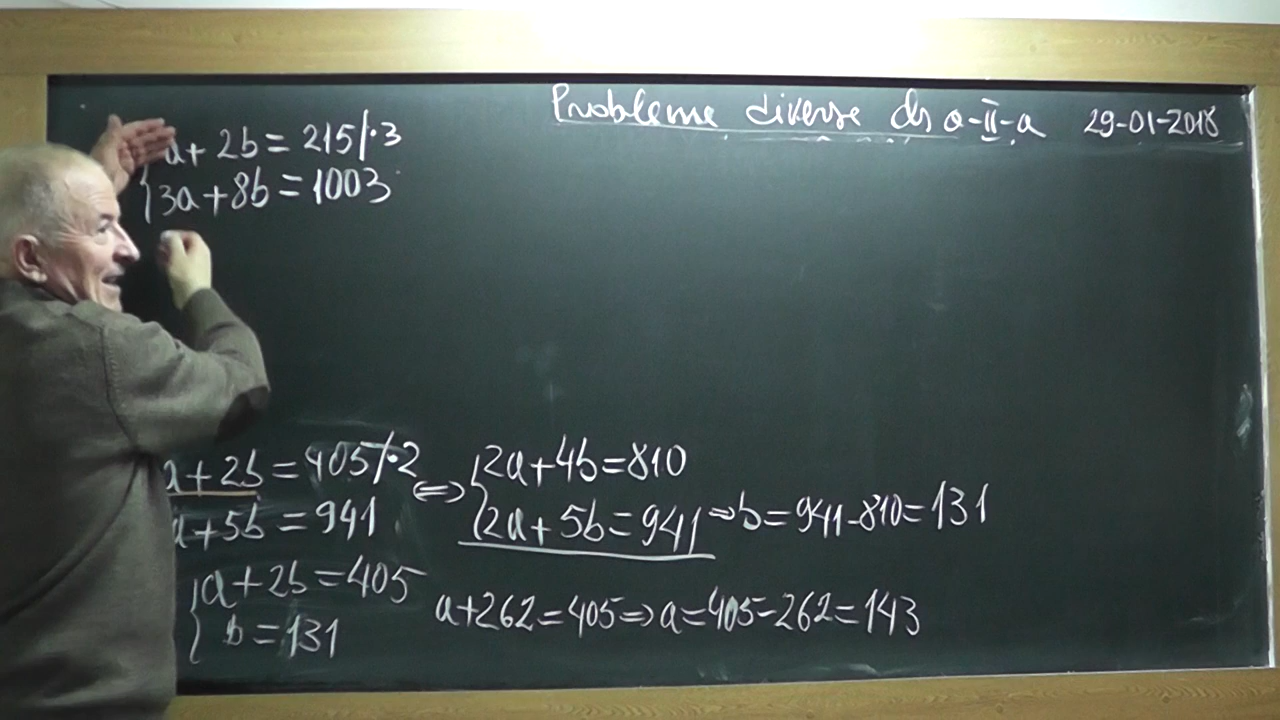 Probleme diverse cls a-II-a 29-01-2018
a + 2b = 215/·3
3a + 8b = 1003
a + 2b = 405/·2 ⇔ 2a + 4b = 810
a + 5b = 941 2a + 5b = 941 ⇒ b = 941 - 810 = 131
a + 2b = 405
b = 131
a + 262 = 405 ⇒ a = 405 - 262 = 143